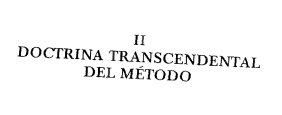 II
DOCTRINA TRANSCENDENTAL
DEL MÉTODO